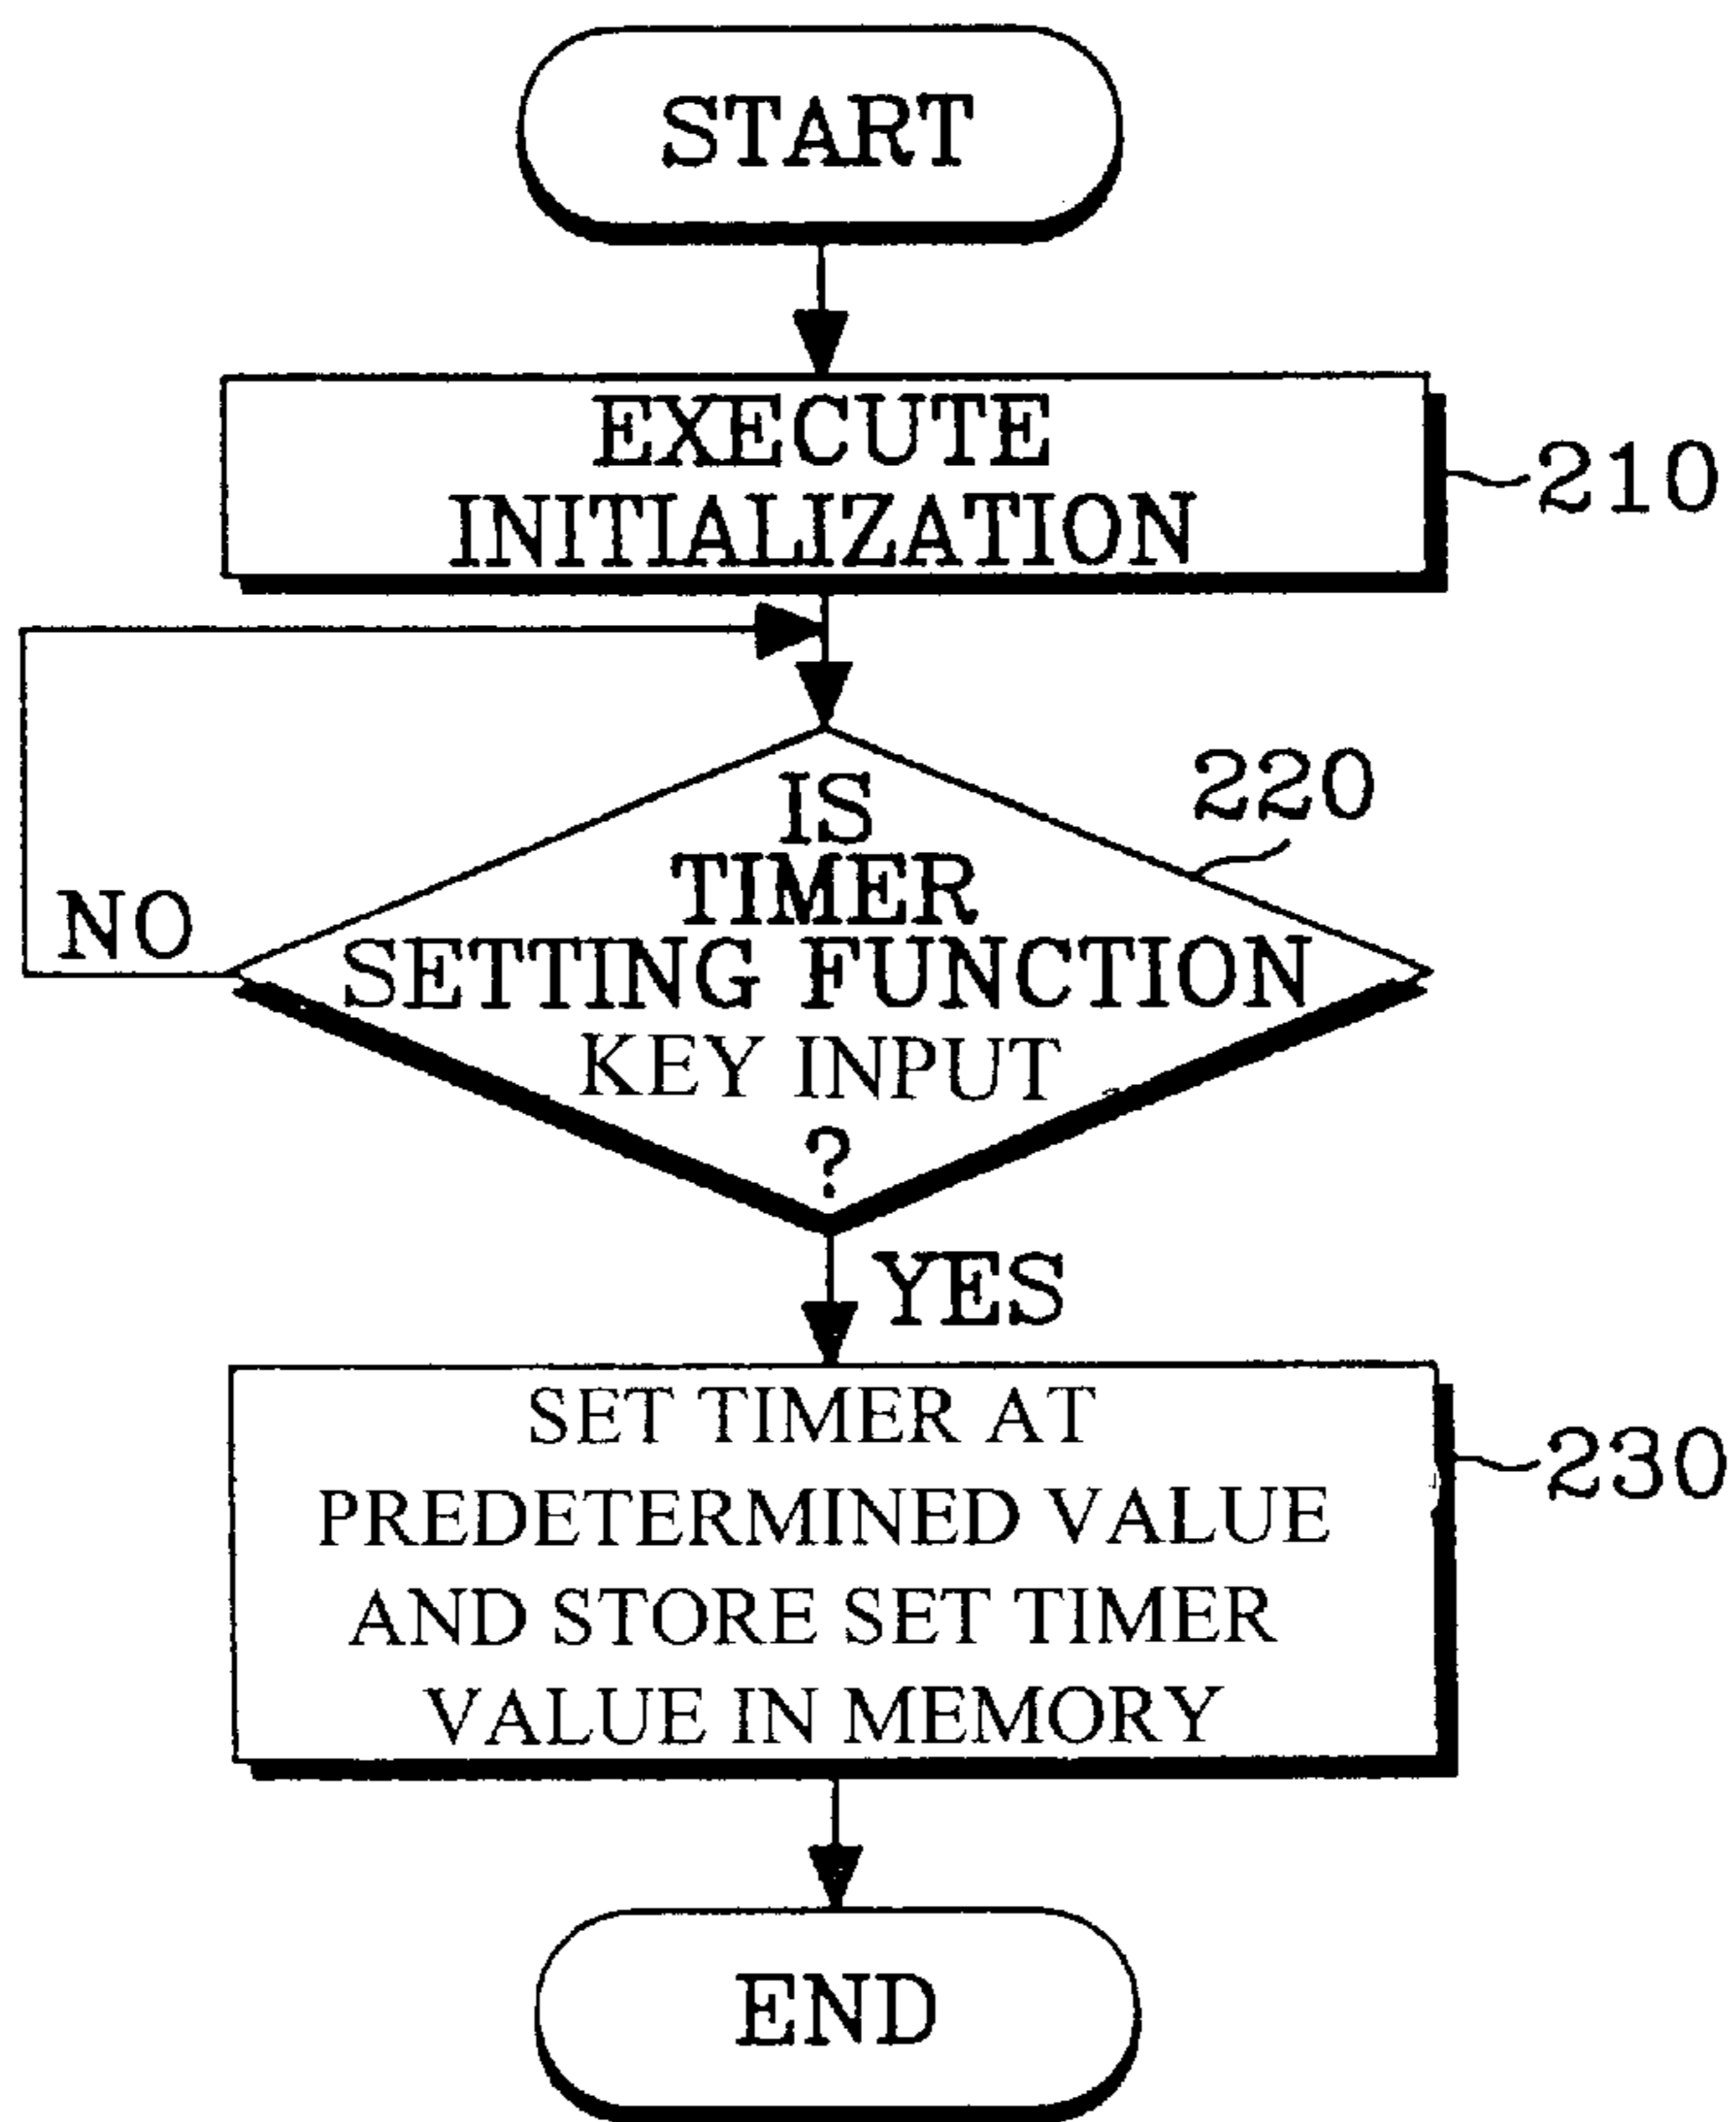 START
EXECUTE
INITIALIZATION
210
220
IS
TIMER
SETTING FUNCTION
KEY INPUT
?
NO
YES
SET TIMER AT
PREDETERMINED VALUE
AND STORE SET TIMER
VALUE IN MEMORY
230
END